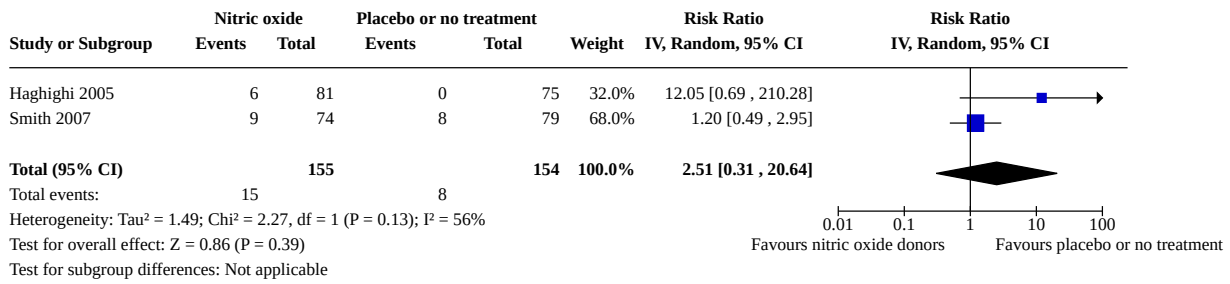 Nitric oxide Placebo or no treatment Risk Ratio Risk Ratio
Study or Subgroup Events Total Events Total Weight IV, Random, 95% CI IV, Random, 95% CI
Haghighi 2005 6 81 0 75 32.0% 12.05 [0.69 , 210.28]
Smith 2007 9 74 8 79 68.0% 1.20 [0.49 , 2.95]
Total (95% CI) 155 154 100.0% 2.51 [0.31 , 20.64]
Total events: 15 8
Heterogeneity: Tau² = 1.49; Chi² = 2.27, df = 1 (P = 0.13); I² = 56%
0.01 0.1 1 10 100
Test for overall effect: Z = 0.86 (P = 0.39) Favours nitric oxide donors Favours placebo or no treatment
Test for subgroup differences: Not applicable